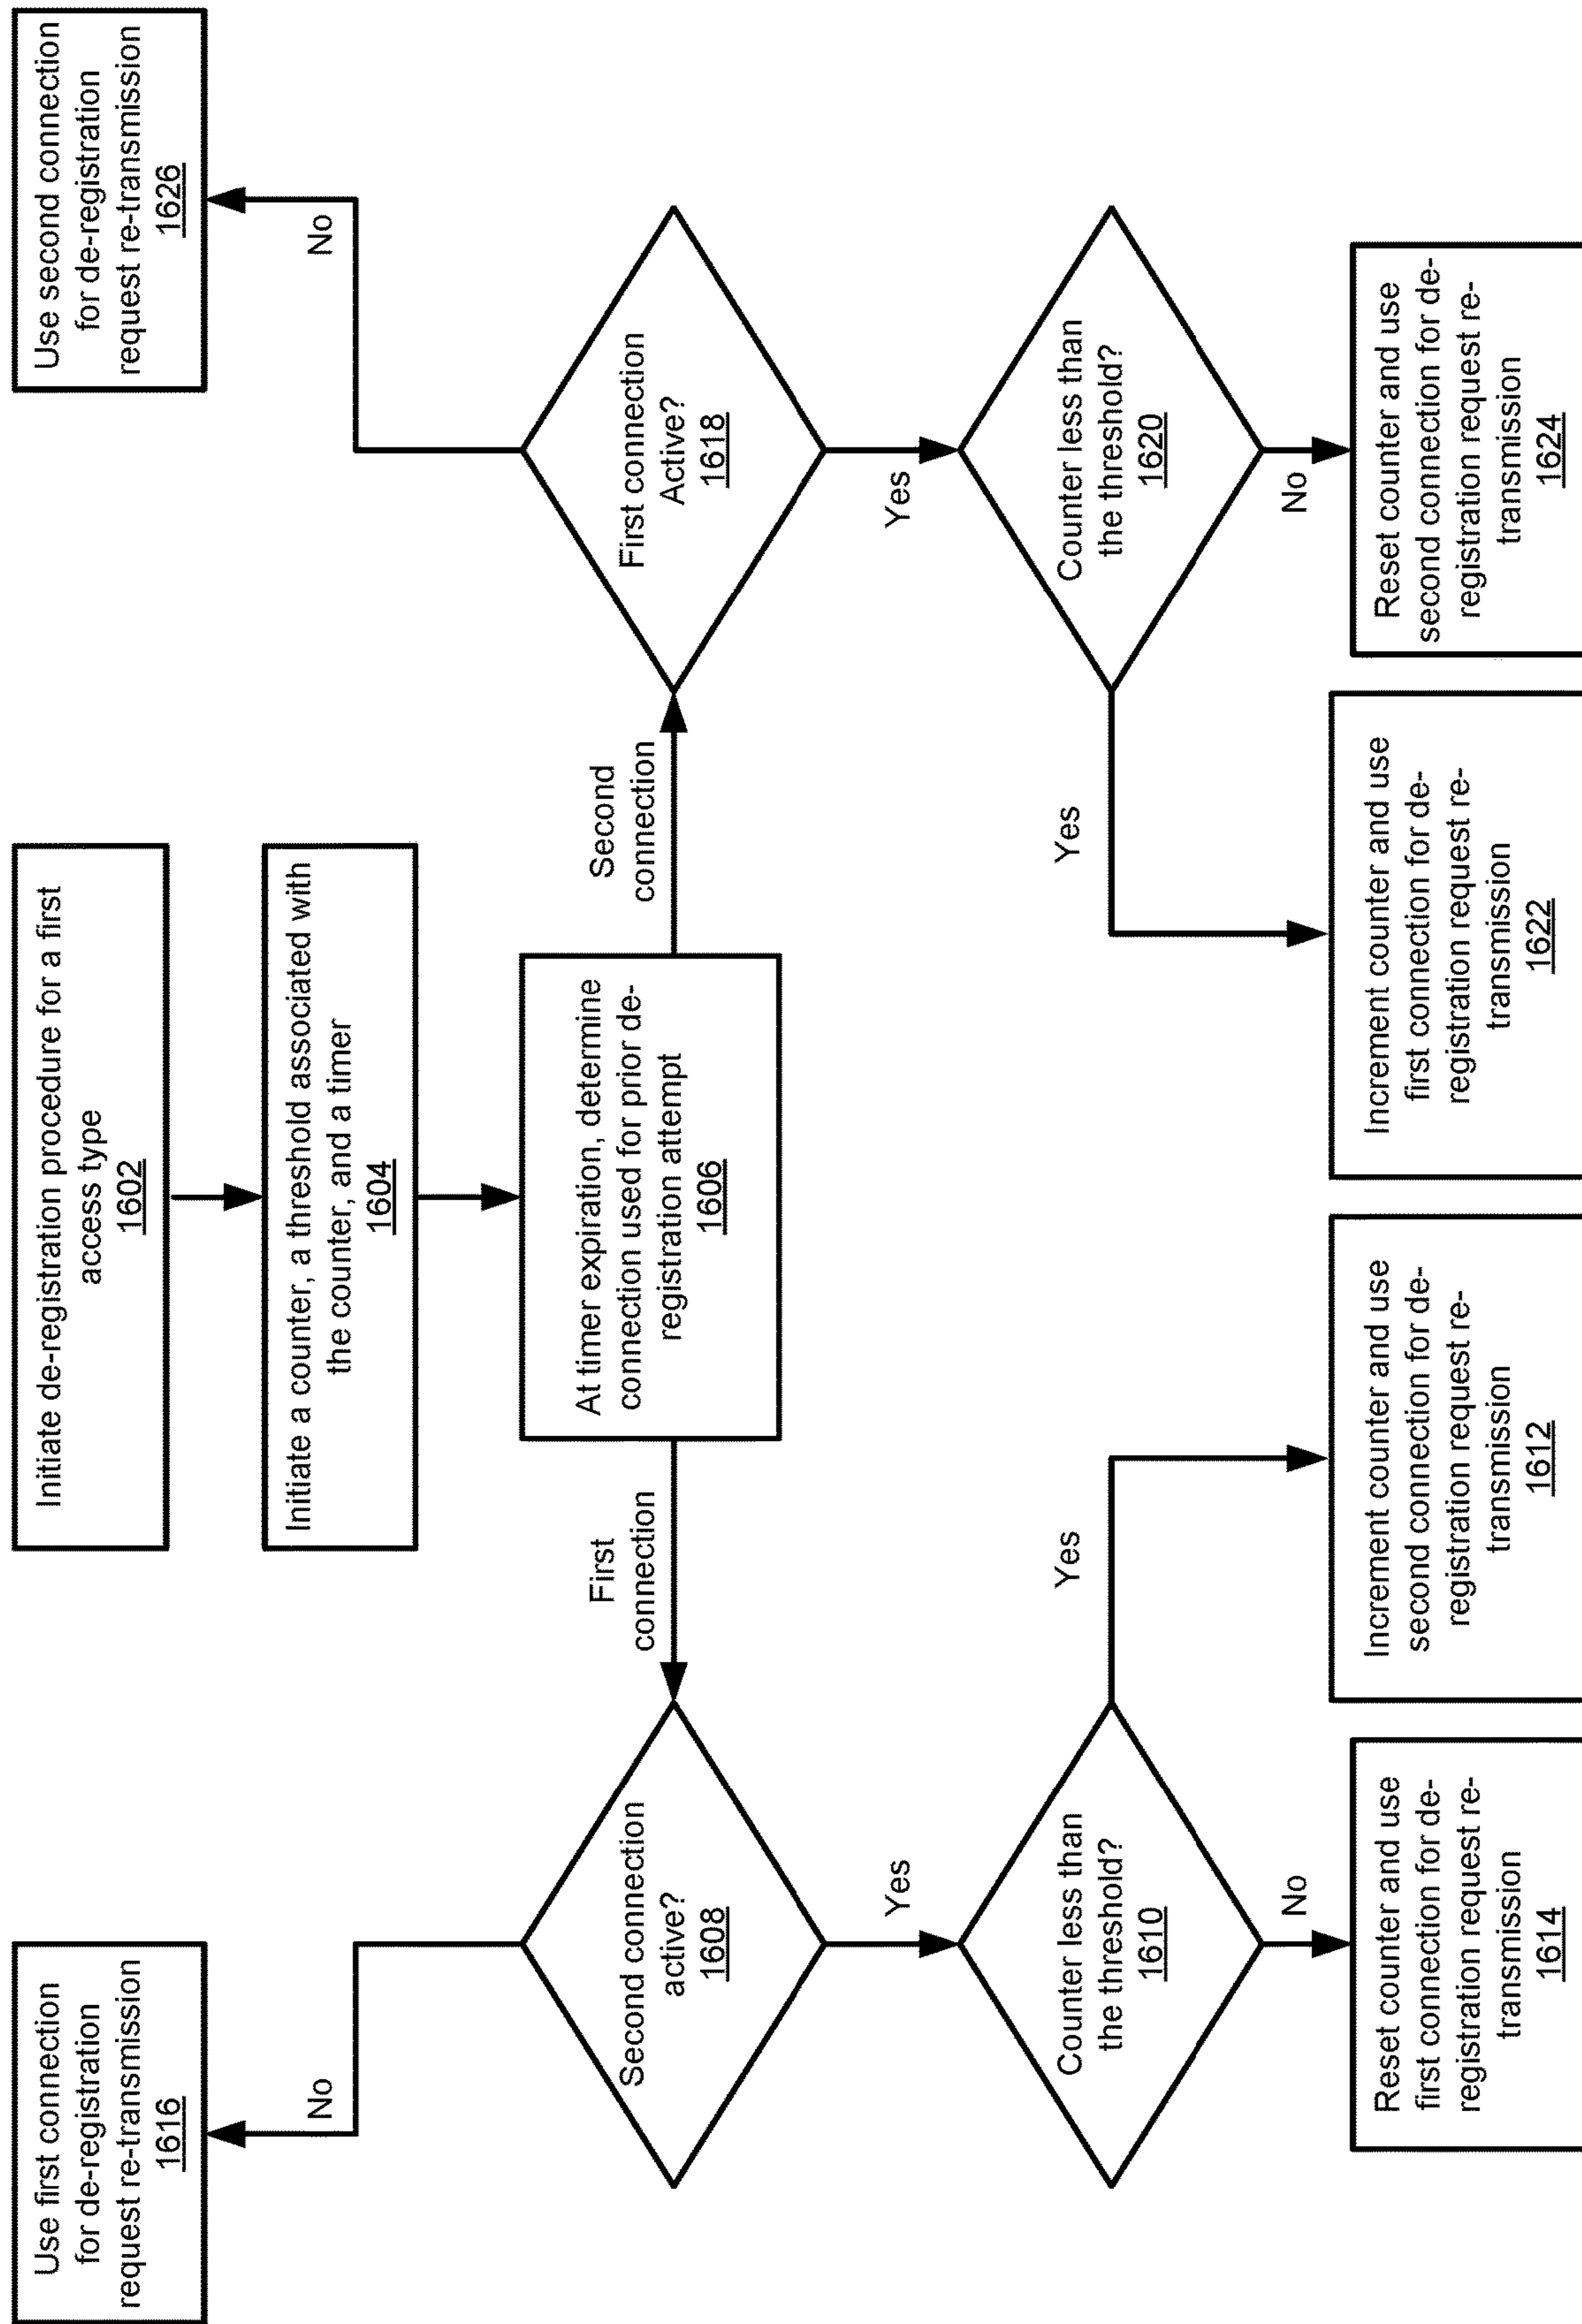 Initiate de-registration procedure for a first
access type
1602
Initiate a counter, a threshold associated with
the counter, and a timer
1604
At timer expiration, determine
connection used for prior de-
registration attempt
1606
First
connection
Second
connection
Use first connection
for de-registration
request re-transmission
1616
No
Second connection
active?
1608
Yes
Counter less than
the threshold?
1610
Yes
No
Reset counter and use
first connection for de-
registration request re-
transmission
1614
Increment counter and use
second connection for de-
registration request re-
transmission
1612
Use second connection
for de-registration
request re-transmission
1626
No
First connection
Active?
1618
Yes
Counter less than
the threshold?
1620
Yes
No
Increment counter and use
first connection for de-
registration request re-
transmission
1622
Reset counter and use
second connection for de-
registration request re-
transmission
1624